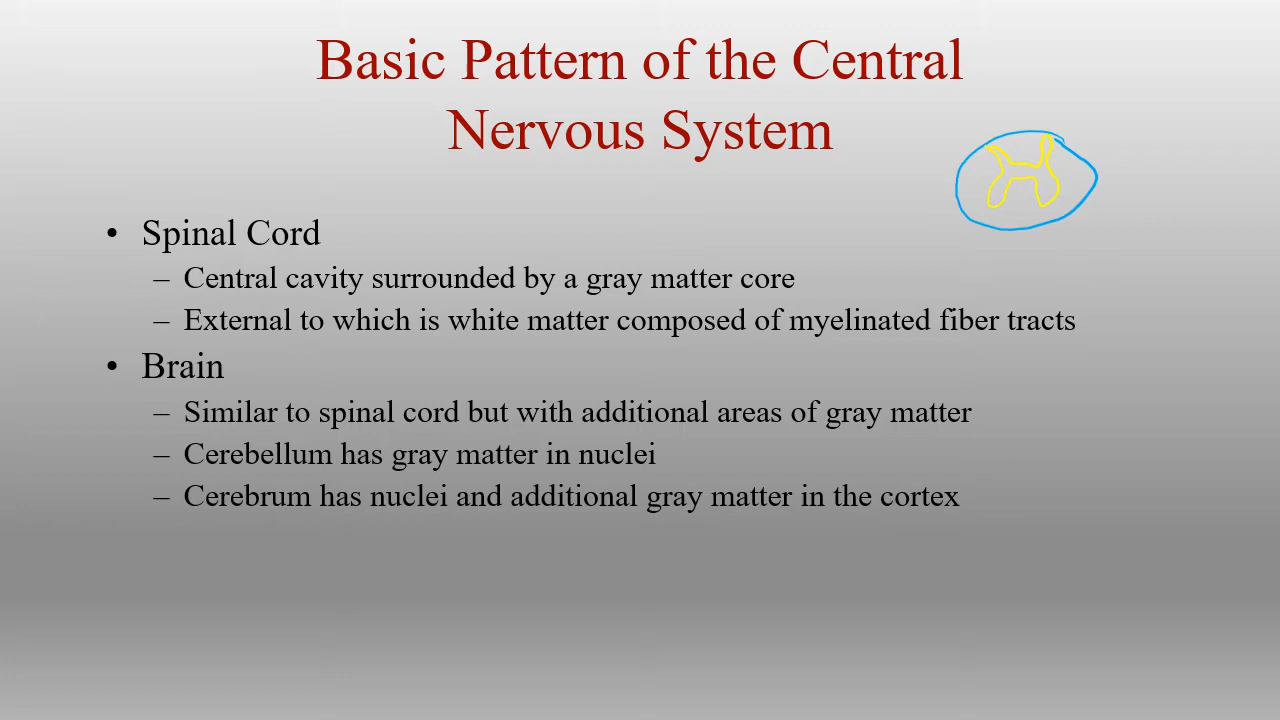 Basic Pattern of the Central
Nervous System
• Spinal Cord
– Central cavity surrounded by a gray matter core
– External to which is white matter composed of myelinated fiber tracts
• Brain
– Similar to spinal cord but with additional areas of gray matter
– Cerebellum has gray matter in nuclei
– Cerebrum has nuclei and additional gray matter in the cortex